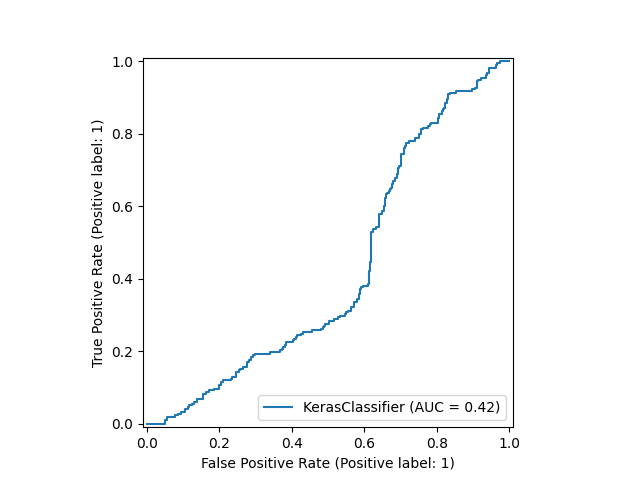 1.0
0.8
0.6
0.4
0.2
0.0
True Positive Rate (Positive label: 1)
KerasClassifier (AUC = 0.42)
0.0 0.2 0.4 0.6 0.8 1.0
False Positive Rate (Positive label: 1)